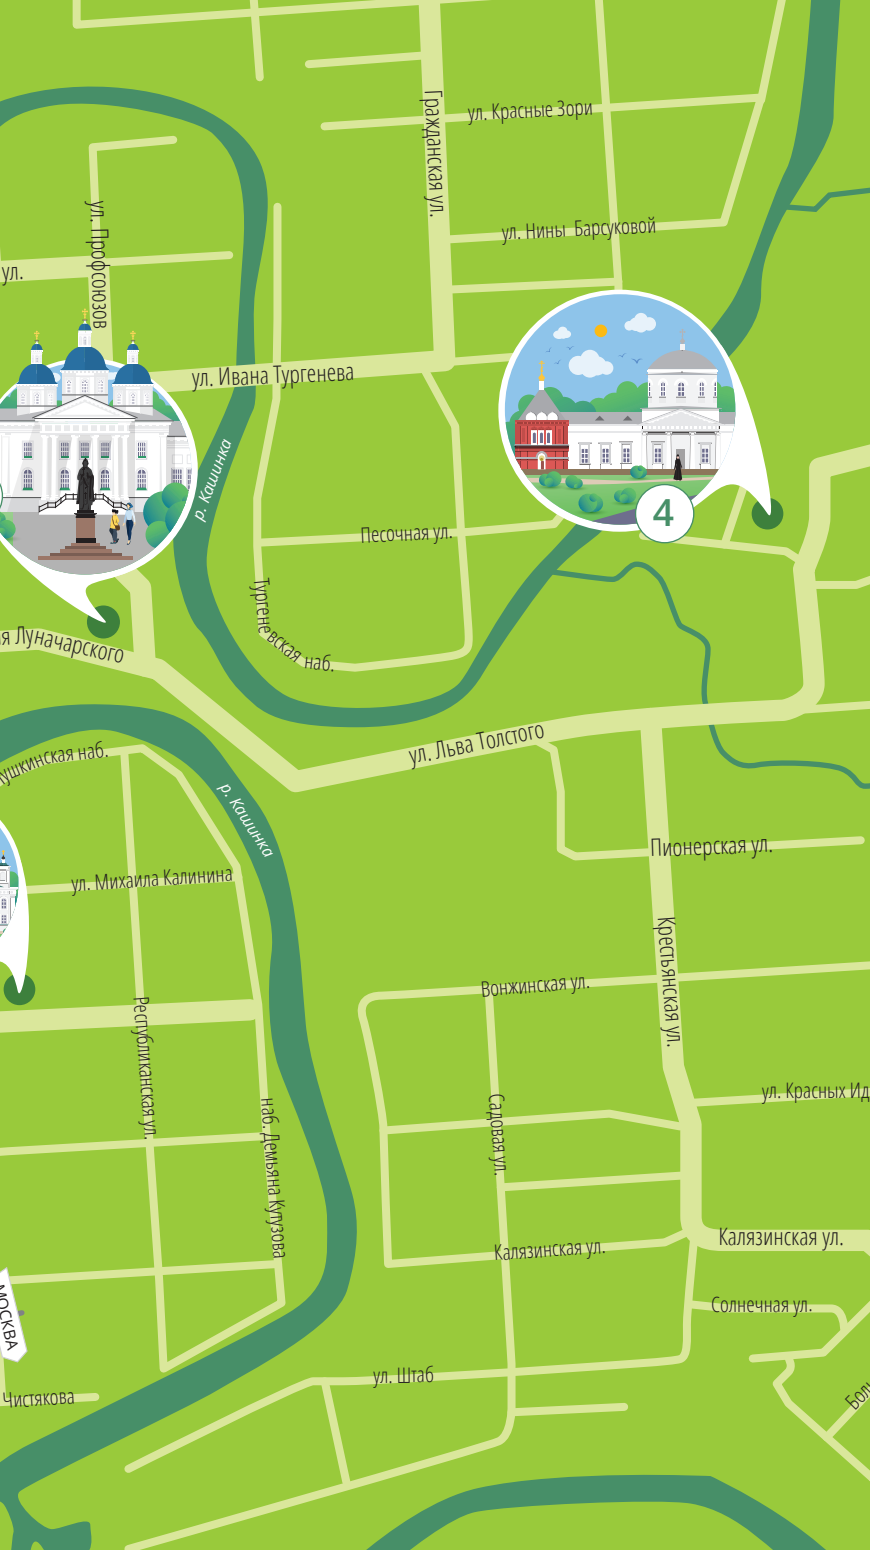 Гражданская ул.
ул. Красные Зори
ул. Профсоюзов
ул. Нины Барсуковой
ул.
ул. Ивана Тургенева
р. Кашинка
4
Песочная ул.
Тургеневская наб.
я Луначарского
ул. Льва Толстого
ушкинская наб.
р. Кашинка
Пионерская ул.
ул. Михаила Калинина
Крестьянская ул.
Вонжинская ул.
Республиканская ул.
ул. Красных Ид
Садовая ул.
наб. Демьяна Кутузова
Калязинская ул.
Калязинская ул.
Солнечная ул.
МОСКВА
ул. Штаб
Чистякова
Боль